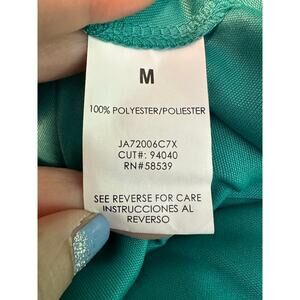 M
100% POLYESTER/POLIESTER
JA72006C7X
CUT#: 94040
RN#58539
SEE REVERSE FOR CARE
INSTRUCCIONES AL
REVERSO